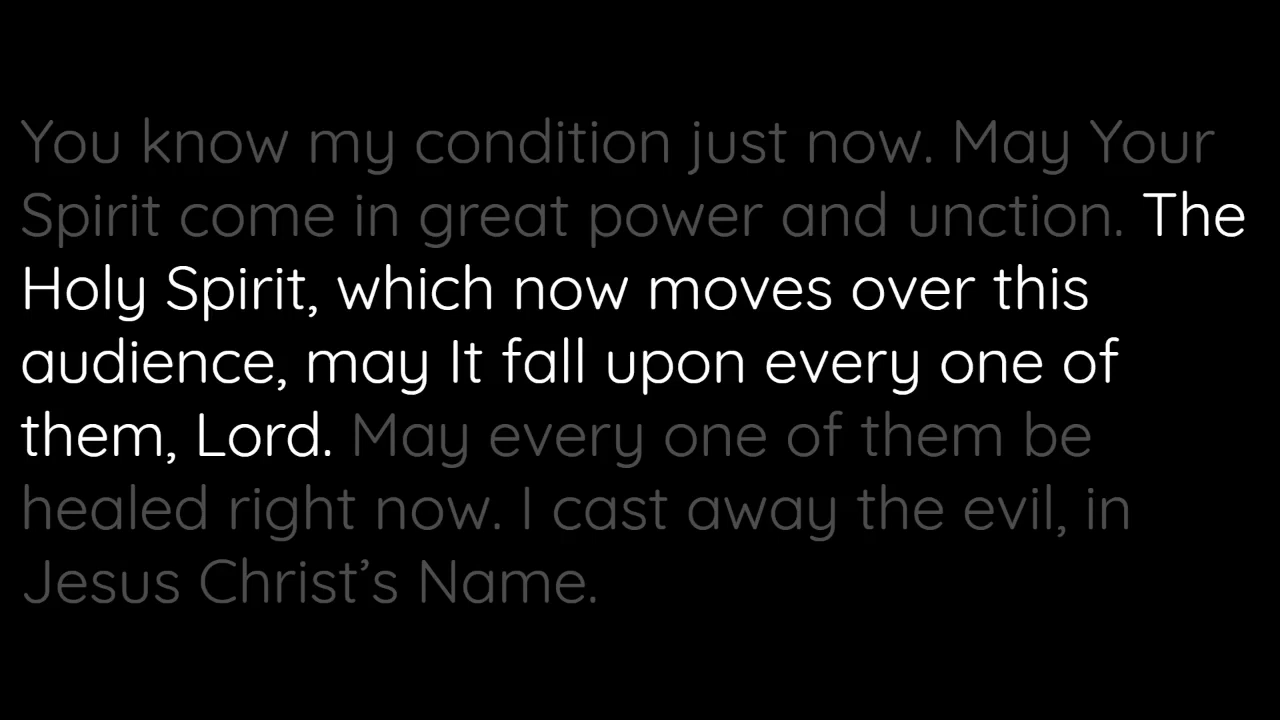 You know my condition just now. May Your
Spirit come in great power and unction. The
Holy Spirit, which now moves over this
audience, may It fall upon every one of
them, Lord. May every one of them be
healed right now. I cast away the evil, in
Jesus Christ’s Name.